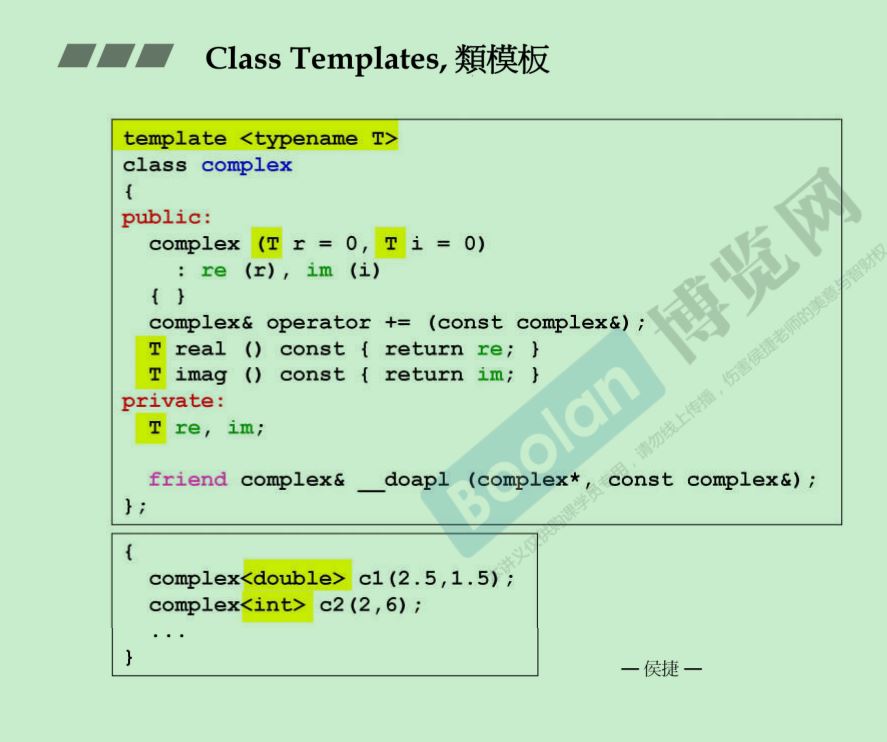 Class Templates, 類模板
template <typename T>
class complex
{
public:
  complex (T r = 0, T i = 0)
    : re (r), im (i)
  { }
  complex& operator += (const complex&);
  T real () const { return re; }
  T imag () const { return im; }
private:
  T re, im;
  friend complex& __doapl (complex*, const complex&);
};
{
  complex<double> c1(2.5,1.5);
  complex<int> c2(2,6);
  ...
}
— 侯捷 —
Boolan 博览网
讲义仅供购课学员专用，请勿线上传播，伤害侯捷老师的美意与智财权